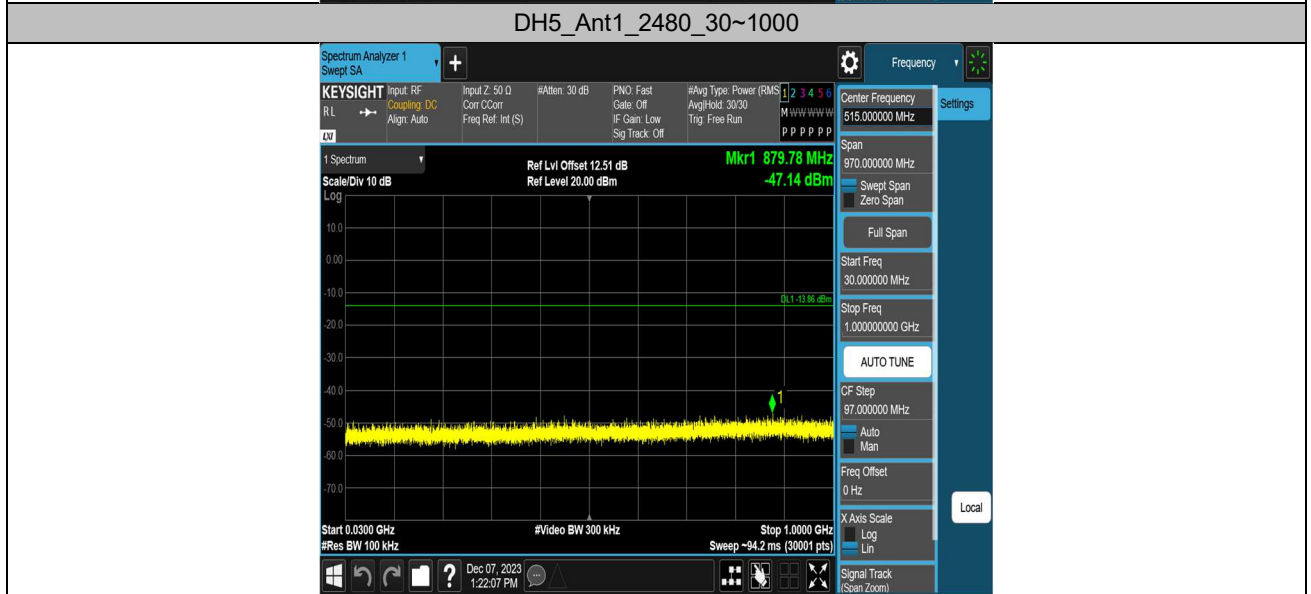 DH5_Ant1_2480_30~1000
Spectrum Analyzer 1
Swept SA
+
Frequency
Settings
KEYSIGHT
RL
LXI
Input: RF
Coupling: DC
Align: Auto
Input Z: 50 Ω
Corr CCorr
Freq Ref: Int (S)
#Atten: 30 dB
PNO: Fast
Gate: Off
IF Gain: Low
Sig Track: Off
#Avg Type: Power (RMS
Avg|Hold: 30/30
Trig: Free Run
1 2 3 4 5 6
M W W W W W
P P P P P P
1 Spectrum
Scale/Div 10 dB
Log
Ref Lvl Offset 12.51 dB
Ref Level 20.00 dBm
Mkr1 879.78 MHz
-47.14 dBm
10.0
0.00
-10.0
DL1 -13.86 dBm
-20.0
-30.0
-40.0
1
-50.0
-60.0
-70.0
Start 0.0300 GHz
#Res BW 100 kHz
#Video BW 300 kHz
Stop 1.0000 GHz
Sweep ~94.2 ms (30001 pts)
?
Dec 07, 2023
1:22:07 PM
Center Frequency
515.000000 MHz
Span
970.000000 MHz
Swept Span
Zero Span
Full Span
Start Freq
30.000000 MHz
Stop Freq
1.000000000 GHz
AUTO TUNE
CF Step
97.000000 MHz
Auto
Man
Freq Offset
0 Hz
X Axis Scale
Log
Lin
Signal Track
(Span Zoom)
Local